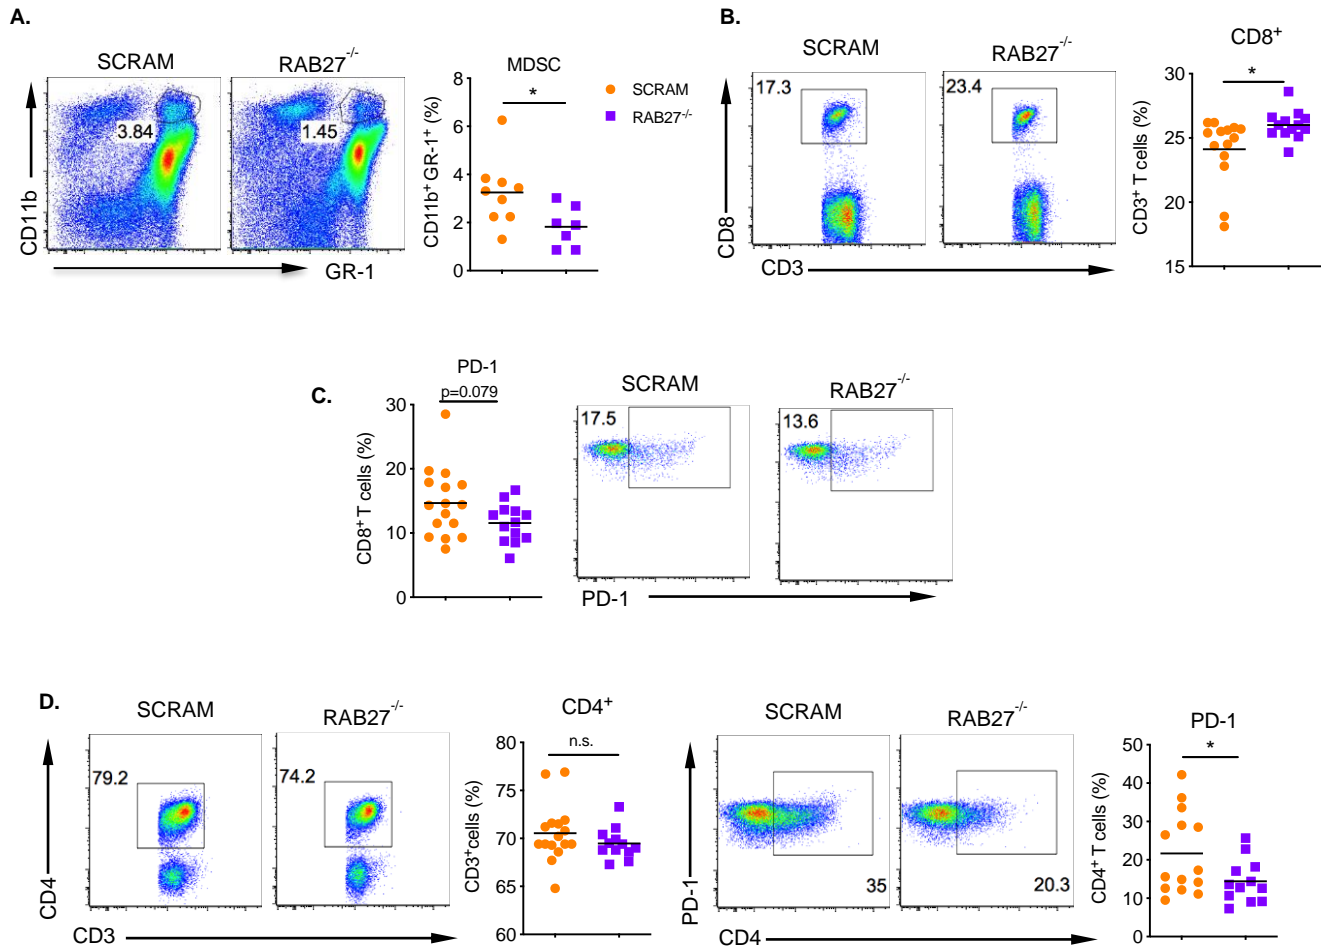 A.
SCRAM
RAB27-/-
3.84
1.45
CD11b
GR-1
MDSC
*
8
6
4
2
0
CD11b+ GR-1+ (%)
SCRAM
RAB27-/-
B.
SCRAM
RAB27-/-
17.3
23.4
CD8
CD3
CD8+
*
30
25
20
15
CD3+ T cells (%)
C.
PD-1
p=0.079
30
20
10
0
CD8+ T cells (%)
SCRAM
RAB27-/-
17.5
13.6
PD-1
D.
SCRAM
RAB27-/-
79.2
74.2
CD4
CD3
CD4+
n.s.
80
75
70
65
60
CD3+cells (%)
SCRAM
RAB27-/-
35
20.3
PD-1
CD4
PD-1
*
50
40
30
20
10
0
CD4+ T cells (%)